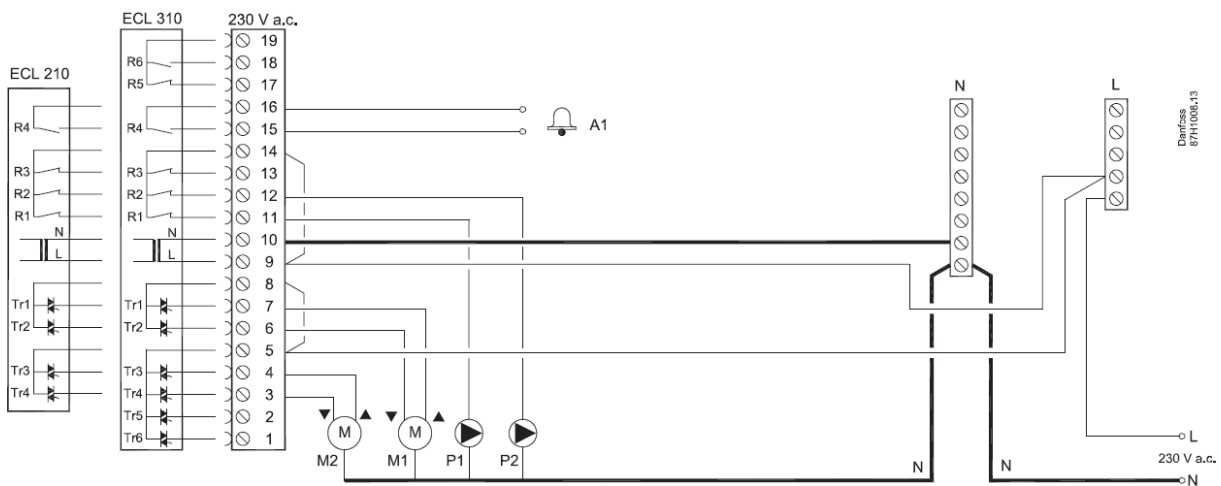 ECL 310
230 V a.c.
ECL 210
19
R6
18
R5
17
16
R4
R4
15
A1
14
R3
R3
13
R2
R2
12
R1
R1
11
N
N
10
L
L
9
8
Tr1
Tr1
7
Tr2
Tr2
6
5
Tr3
Tr3
4
Tr4
Tr4
3
Tr5
2
Tr6
1
M
M
M2
M1
P1
P2
N
L
Danfoss
87H1008.13
N
N
L
230 V a.c.
N